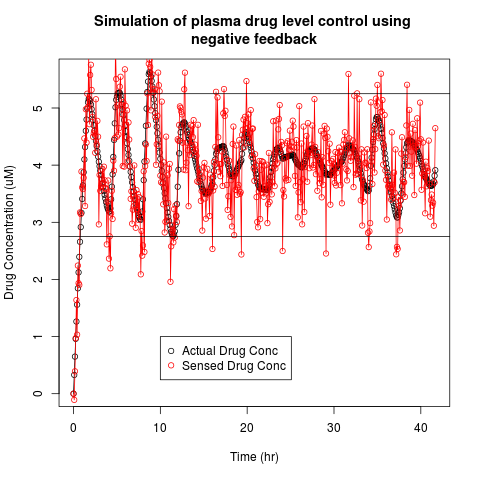 Simulation of plasma drug level control using
negative feedback
Drug Concentration (uM)
5
4
3
2
1
0
Actual Drug Conc
Sensed Drug Conc
0 10 20 30 40
Time (hr)